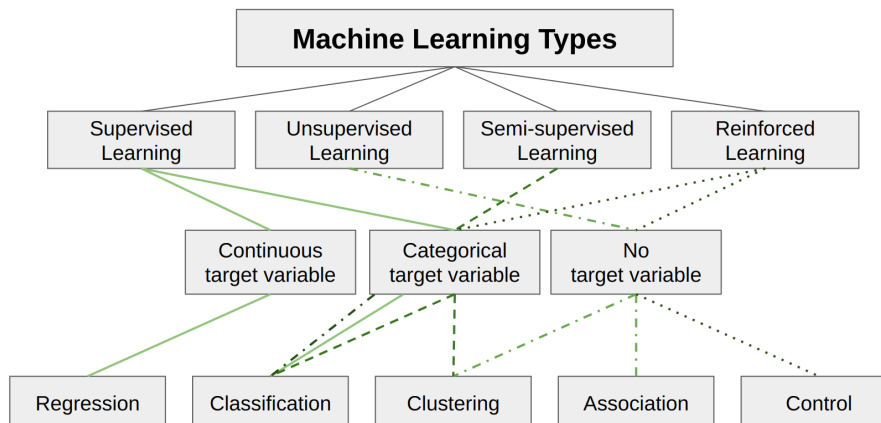 Machine Learning Types
Supervised
Learning
Unsupervised
Learning
Semi-supervised
Learning
Reinforced
Learning
Continuous
target variable
Categorical
target variable
No
target variable
Regression
Classification
Clustering
Association
Control